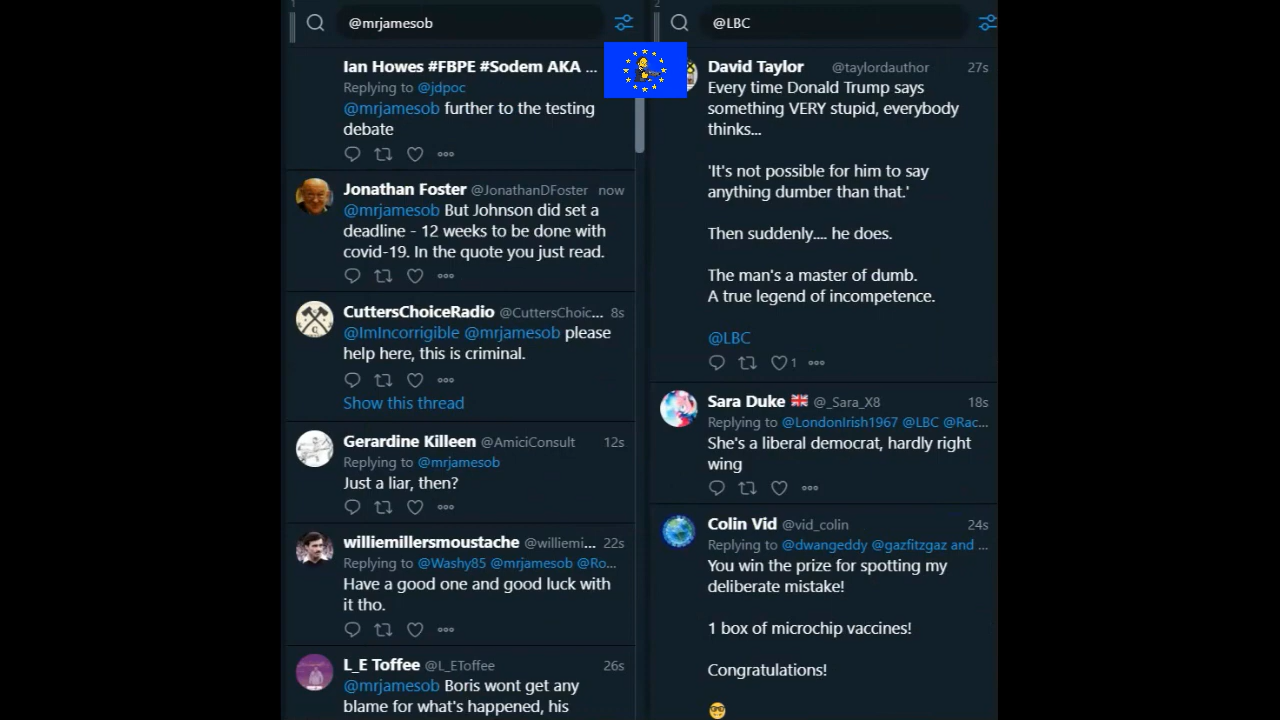 1
@mrjamesob
Ian Howes #FBPE #Sodem AKA ...
Replying to @jdpoc
@mrjamesob further to the testing
debate
Jonathan Foster @JonathanDFoster now
@mrjamesob But Johnson did set a
deadline - 12 weeks to be done with
covid-19. In the quote you just read.
CuttersChoiceRadio @CuttersChoic... 8s
@ImIncorrigible @mrjamesob please
help here, this is criminal.
Show this thread
Gerardine Killeen @AmiciConsult 12s
Replying to @mrjamesob
Just a liar, then?
williemillersmoustache @williemi... 22s
Replying to @Washy85 @mrjamesob @Ro...
Have a good one and good luck with
it tho.
L_E Toffee @L_EToffee 26s
@mrjamesob Boris wont get any
blame for what's happened, his
2
@LBC
David Taylor @taylordauthor 27s
Every time Donald Trump says
something VERY stupid, everybody
thinks...
'It's not possible for him to say
anything dumber than that.'
Then suddenly.... he does.
The man's a master of dumb.
A true legend of incompetence.
@LBC
1
Sara Duke 🇬🇧 @_Sara_X8 18s
Replying to @LondonIrish1967 @LBC @Rac...
She's a liberal democrat, hardly right
wing
Colin Vid @vid_colin 24s
Replying to @dwangeddy @gazfitzgaz and ...
You win the prize for spotting my
deliberate mistake!
1 box of microchip vaccines!
Congratulations!
🤓